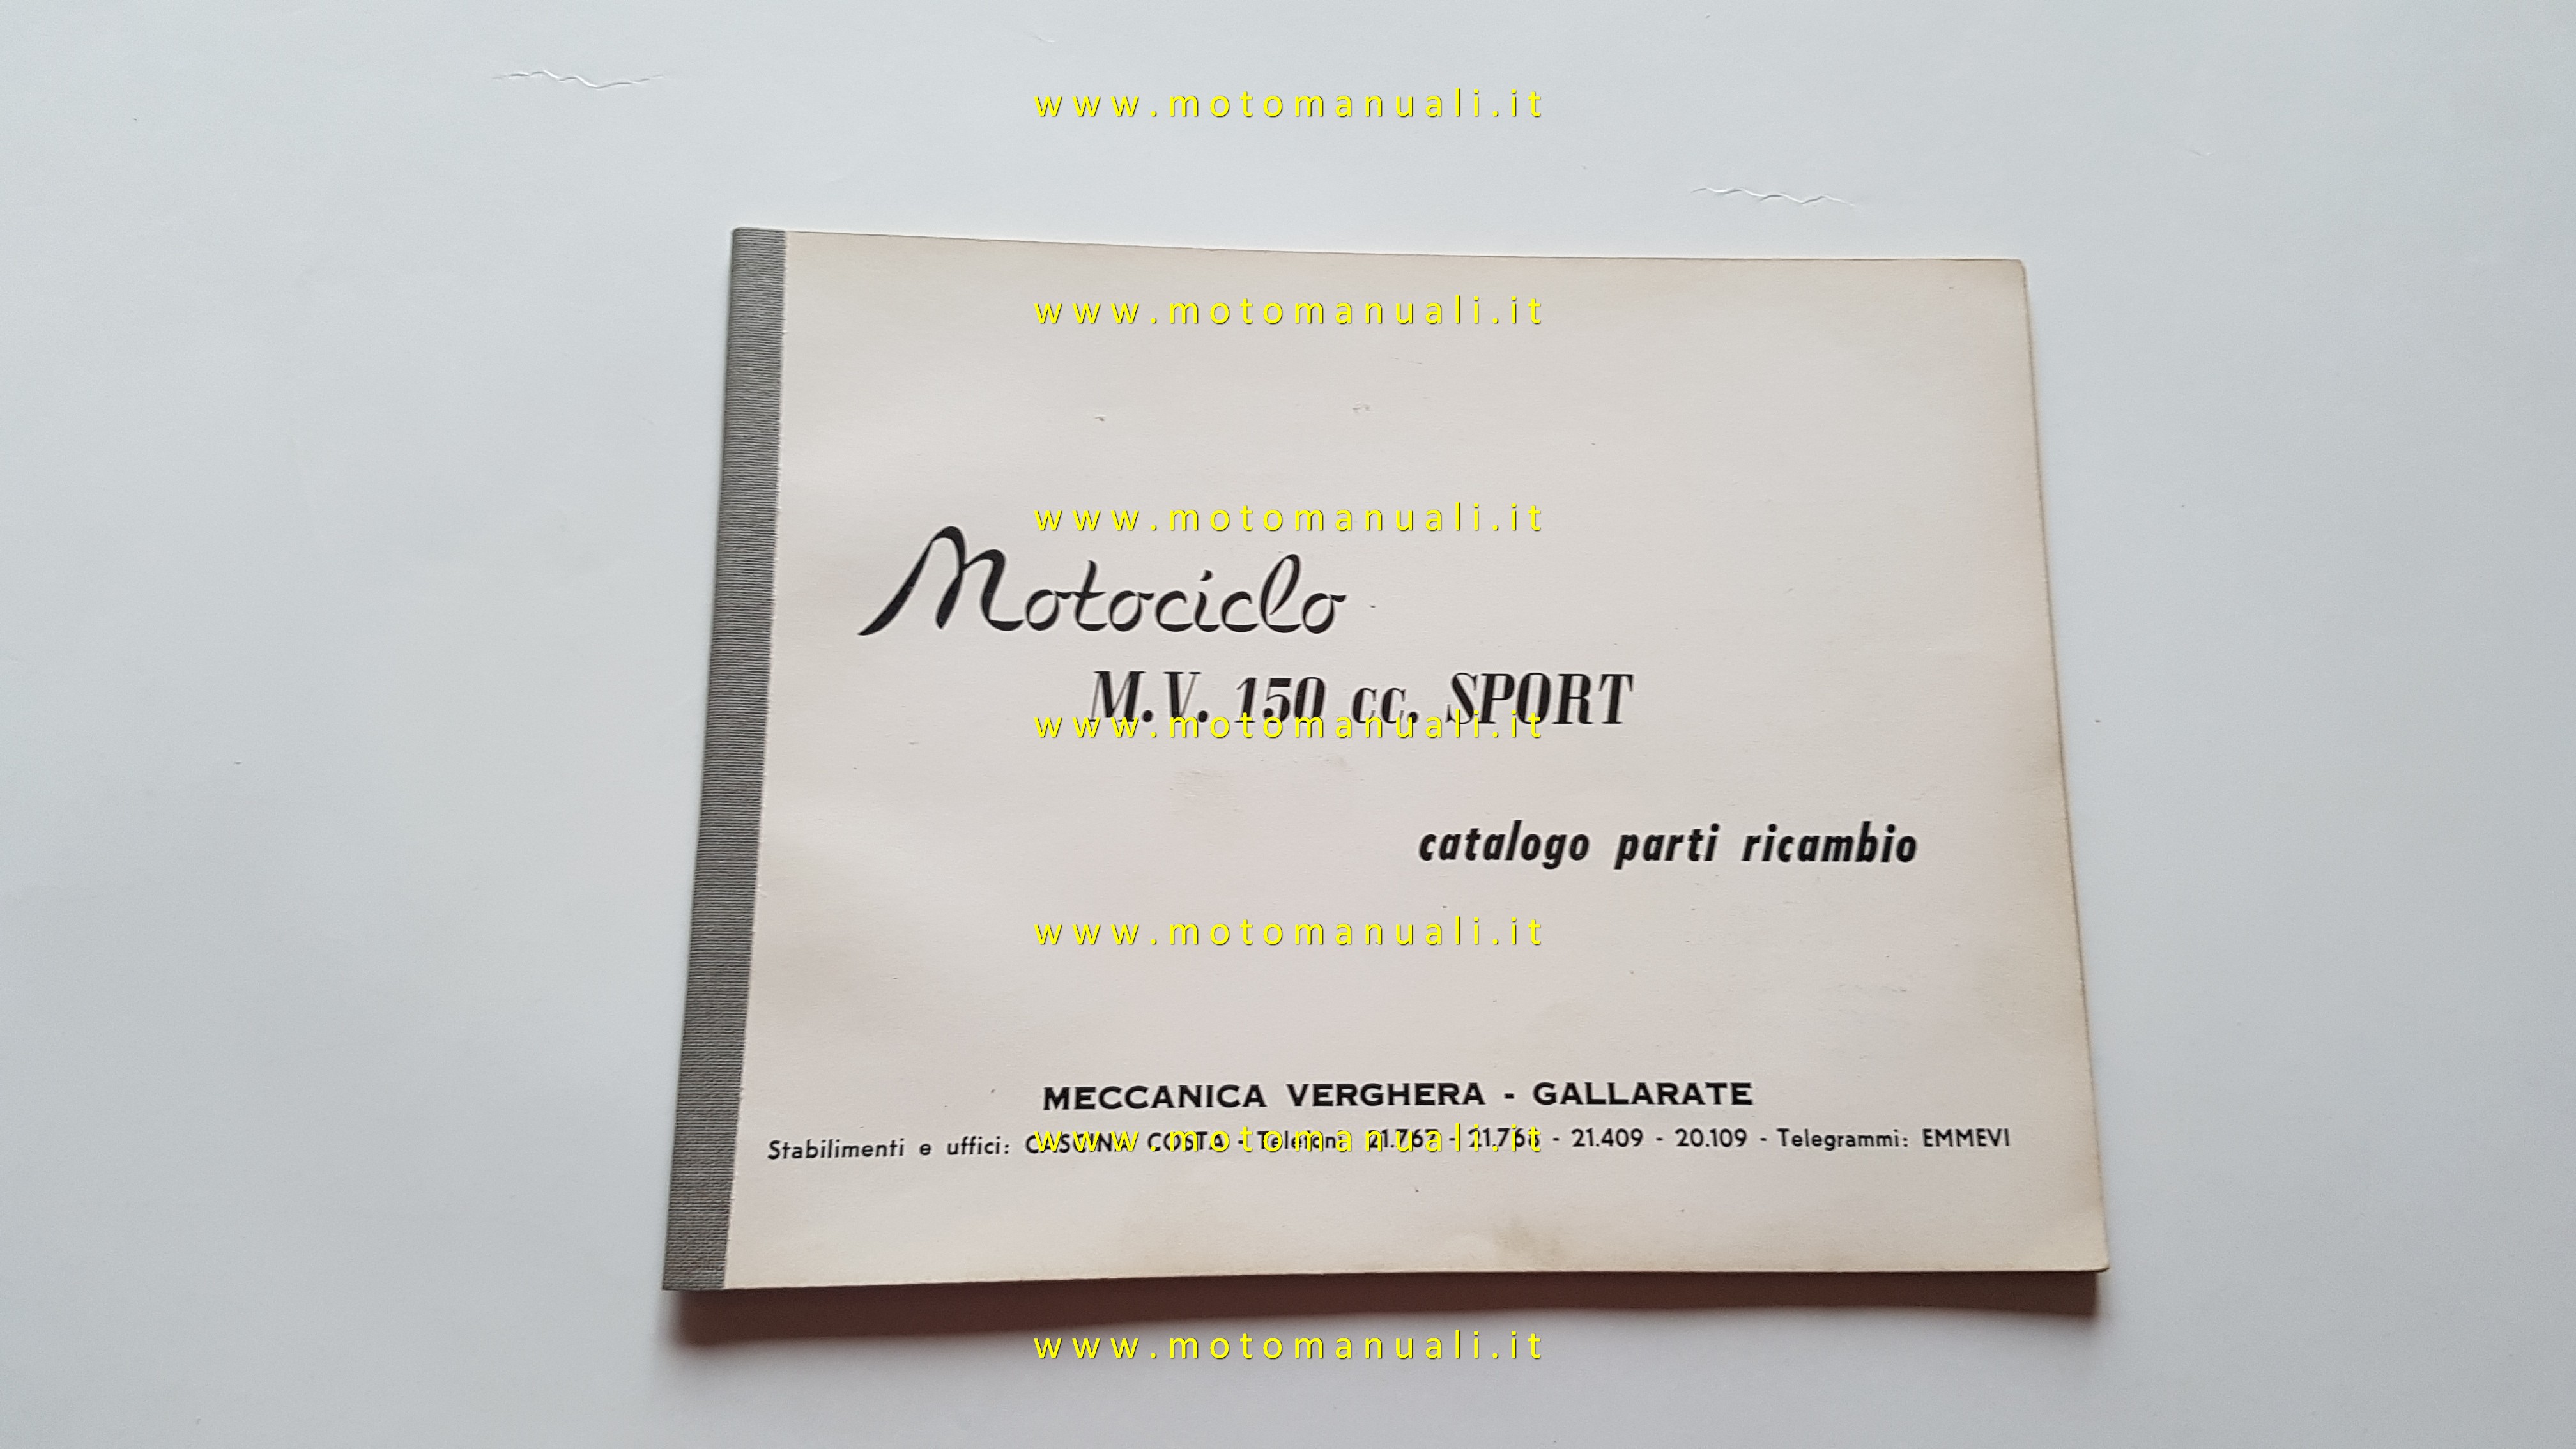 www.motomanuali.it
www.motomanuali.it
www.motomanuali.it
Motociclo
M.V. 150 cc. SPORT
www.motomanuali.it
catalogo parti ricambio
www.motomanuali.it
MECCANICA VERGHERA - GALLARATE
Stabilimenti e uffici: CASCINA COSTA - Telefoni: 21.767 - 21.768 - 21.409 - 20.109 - Telegrammi: EMMEVI
www.motomanuali.it
www.motomanuali.it